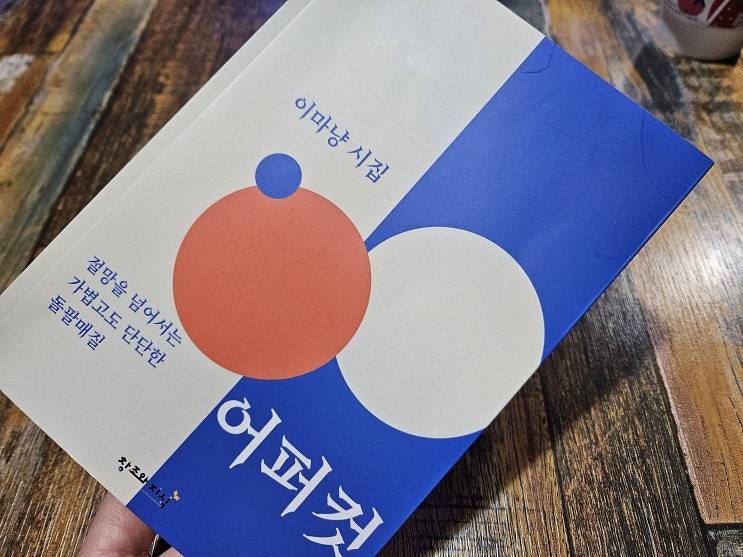 이마냥 시집
절망을 넘어서는
가볍고도 단단한
돌팔매질
어퍼컷
창조와 지식